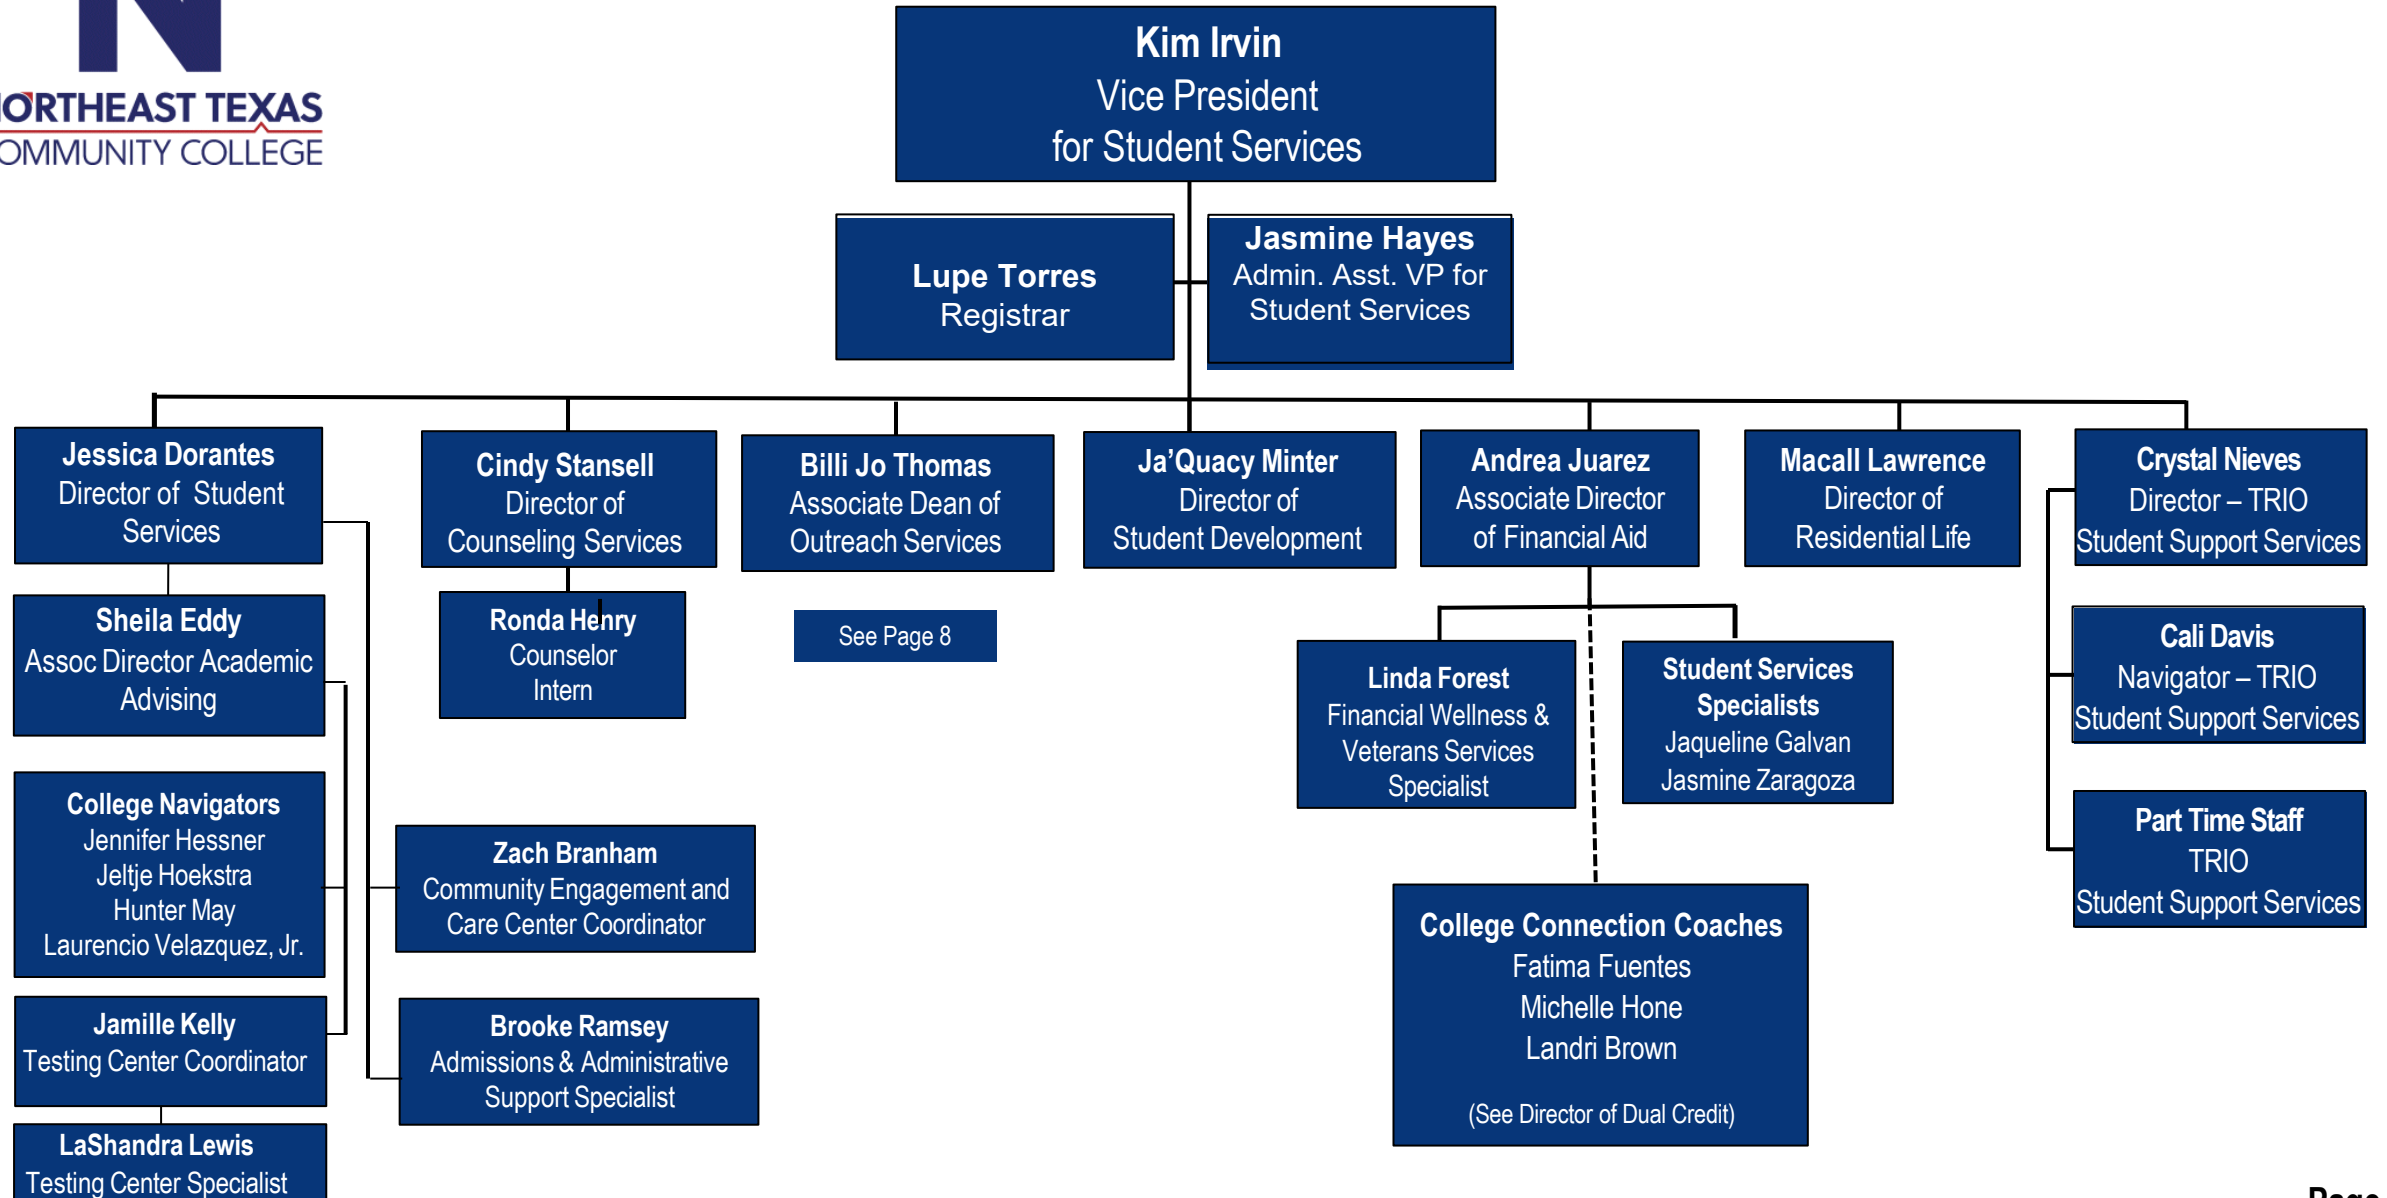 NORTHEAST TEXAS
COMMUNITY COLLEGE
Kim Irvin
Vice President
for Student Services
Lupe Torres
Registrar
Jasmine Hayes
Admin. Asst. VP for
Student Services
Jessica Dorantes
Director of Student
Services
Cindy Stansell
Director of
Counseling Services
Billi Jo Thomas
Associate Dean of
Outreach Services
Ja’Quacy Minter
Director of
Student Development
Andrea Juarez
Associate Director
of Financial Aid
Macall Lawrence
Director of
Residential Life
Crystal Nieves
Director – TRIO
Student Support Services
Sheila Eddy
Assoc Director Academic
Advising
Ronda Henry
Counselor
Intern
See Page 8
Linda Forest
Financial Wellness &
Veterans Services
Specialist
Student Services
Specialists
Jaqueline Galvan
Jasmine Zaragoza
Cali Davis
Navigator – TRIO
Student Support Services
College Navigators
Jennifer Hessner
Jeltje Hoekstra
Hunter May
Laurencio Velazquez, Jr.
Zach Branham
Community Engagement and
Care Center Coordinator
Part Time Staff
TRIO
Student Support Services
College Connection Coaches
Fatima Fuentes
Michelle Hone
Landri Brown
(See Director of Dual Credit)
Jamille Kelly
Testing Center Coordinator
Brooke Ramsey
Admissions & Administrative
Support Specialist
LaShandra Lewis
Testing Center Specialist
Page